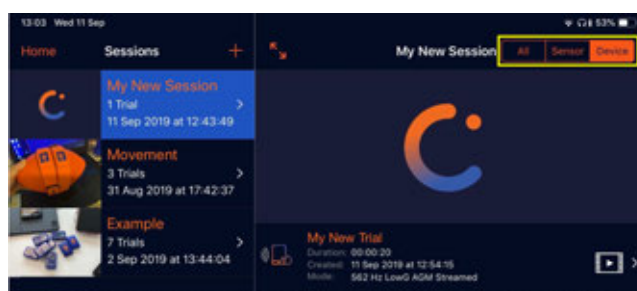 13:03 Wed 11 Sep
53%
Home
Sessions
+
My New Session
All
Sensor
Device
My New Session
1 Trial
11 Sep 2019 at 12:43:49
Movement
3 Trials
31 Aug 2019 at 17:42:37
Example
7 Trials
2 Sep 2019 at 13:44:04
My New Trial
Duration: 00:00:20
Created: 11 Sep 2019 at 12:54:15
Mode: 562 Hz LowG AGM Streamed